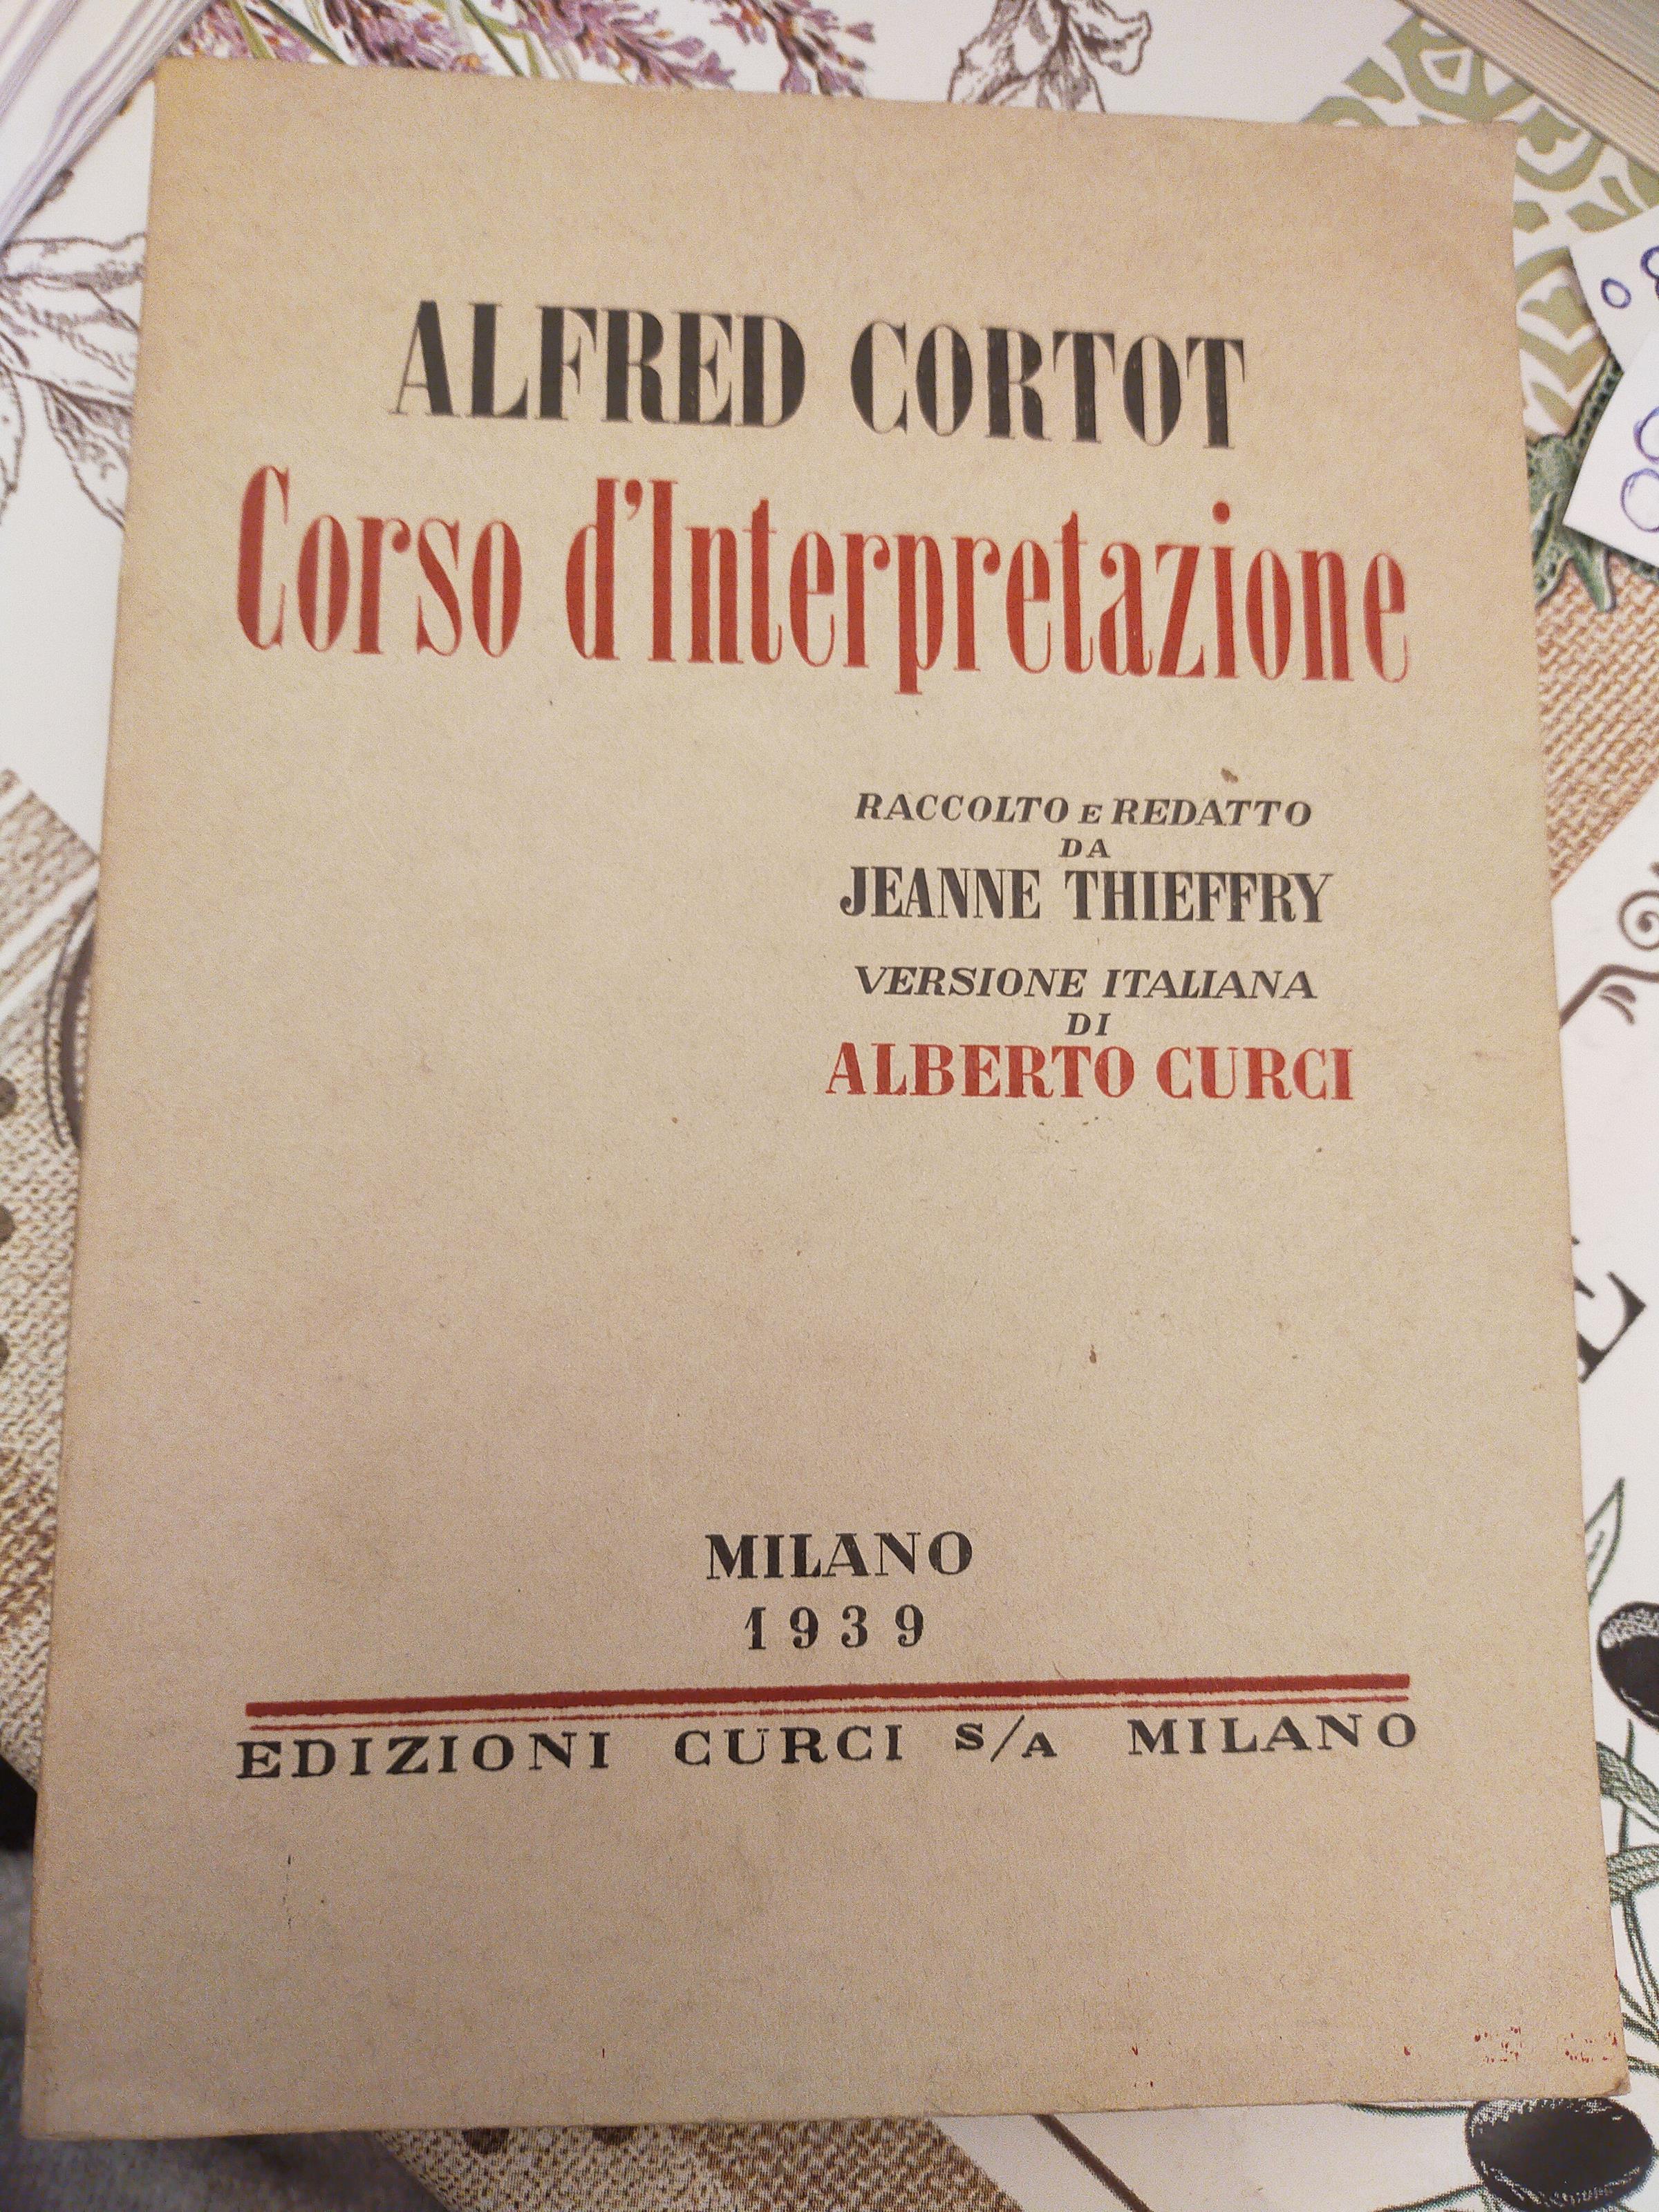 ALFRED CORTOT
Corso d'Interpretazione
RACCOLTO E REDATTO
DA
JEANNE THIEFFRY
VERSIONE ITALIANA
DI
ALBERTO CURCI
MILANO
1939
EDIZIONI CURCI S/A MILANO